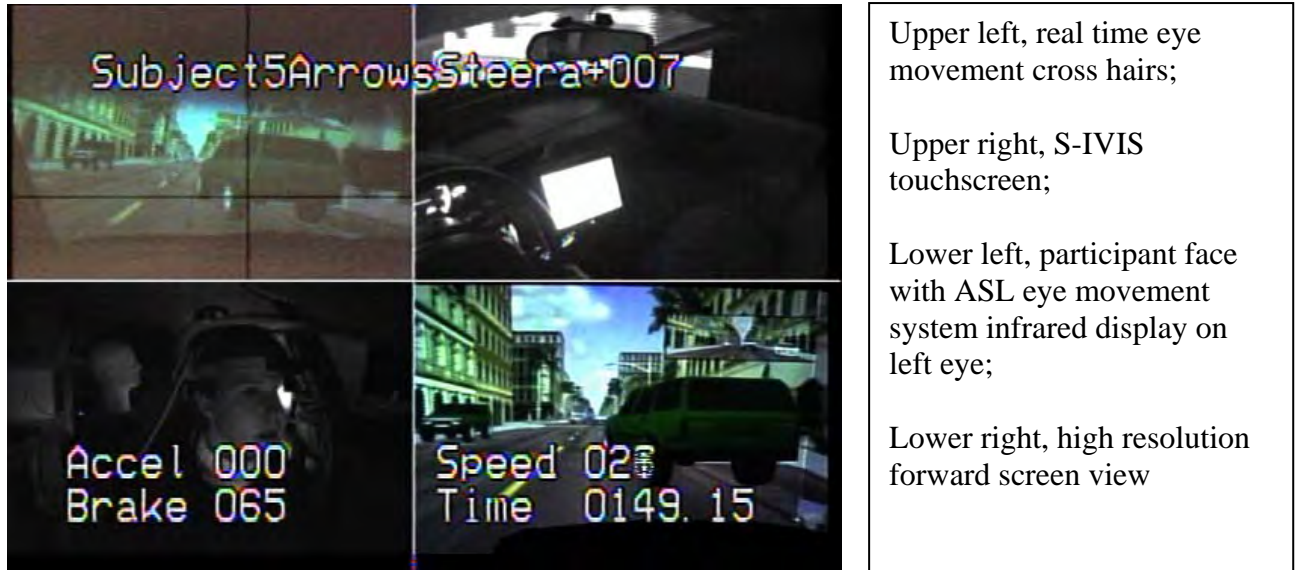 Subject5ArrowsSteera+007
Accel 000
Brake 065
Speed
Time 0149.15
Upper left, real time eye
movement cross hairs;
Upper right, S-IVIS
touchscreen;
Lower left, participant face
with ASL eye movement
system infrared display on
left eye;
Lower right, high resolution
forward screen view